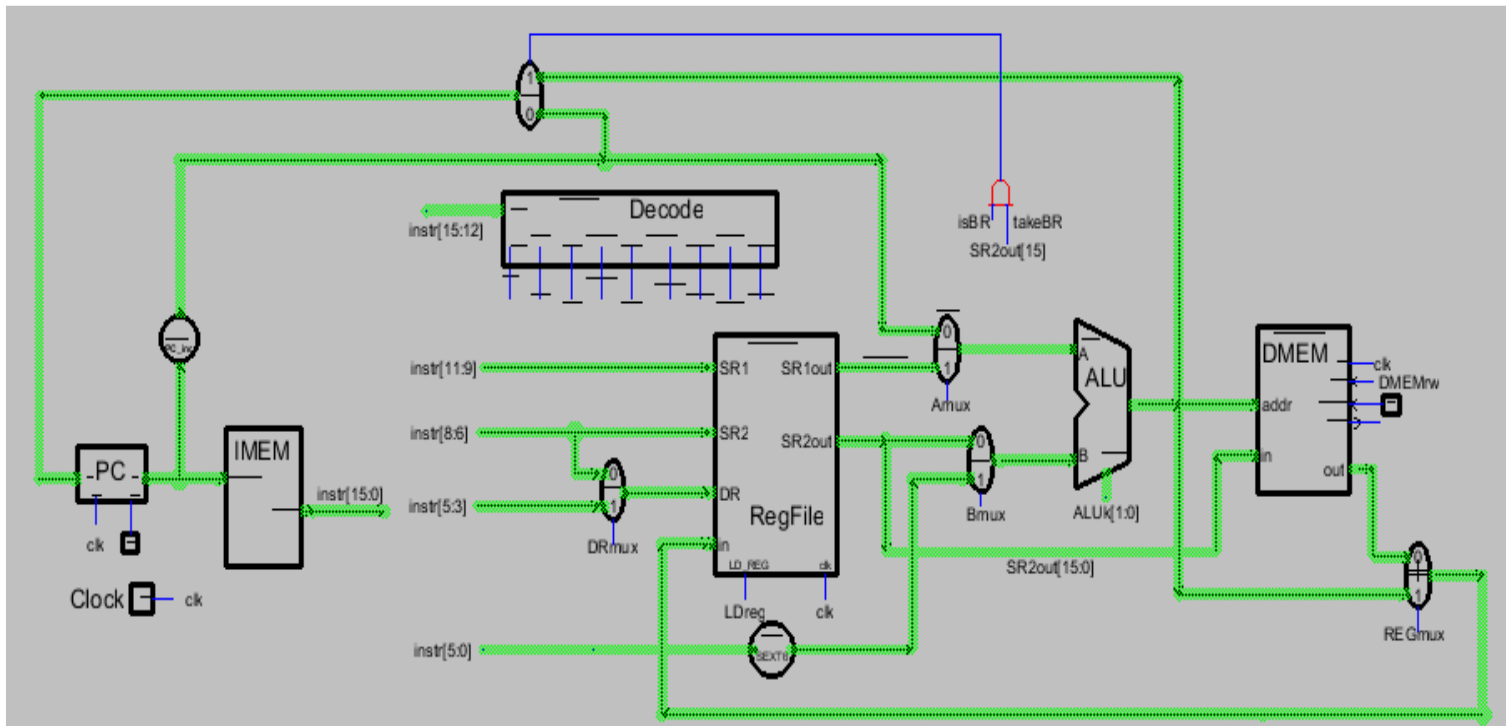 1
0
Decode
instr[15:12]
isBR takeBR
SR2out[15]
PC_inc
instr[11:9]
SR1
SR1out
0
1
Amux
A
ALU
B
ALUk[1:0]
DMEM
clk
DMEMrw
addr
in
out
instr[8:6]
SR2
SR2out
0
1
Bmux
PC
clk
IMEM
instr[15:0]
instr[5:3]
0
1
DRmux
DR
RegFile
in
LD_REG
clk
LDreg
clk
SR2out[15:0]
0
1
REGmux
Clock
clk
instr[5:0]
SEXT6